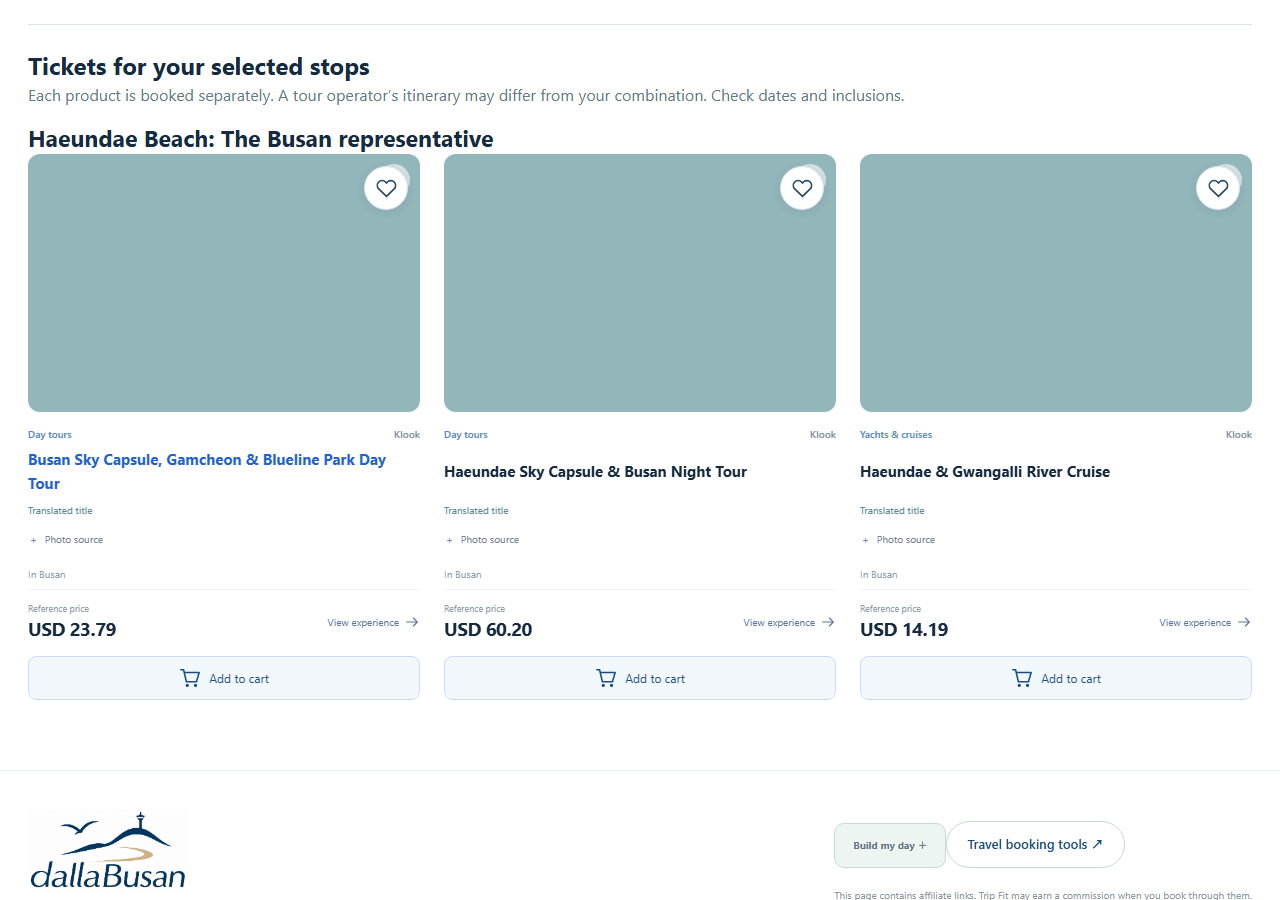 Tickets for your selected stops
Each product is booked separately. A tour operator's itinerary may differ from your combination. Check dates and inclusions.
Haeundae Beach: The Busan representative
Day tours
Klook
Busan Sky Capsule, Gamcheon & Blueline Park Day
Tour
Translated title
+ Photo source
In Busan
Reference price
USD 23.79
View experience →
Add to cart
Day tours
Klook
Haeundae Sky Capsule & Busan Night Tour
Translated title
+ Photo source
In Busan
Reference price
USD 60.20
View experience →
Add to cart
Yachts & cruises
Klook
Haeundae & Gwangalli River Cruise
Translated title
+ Photo source
In Busan
Reference price
USD 14.19
View experience →
Add to cart
dallaBusan
Build my day +
Travel booking tools ↗
This page contains affiliate links. Trip Fit may earn a commission when you book through them.